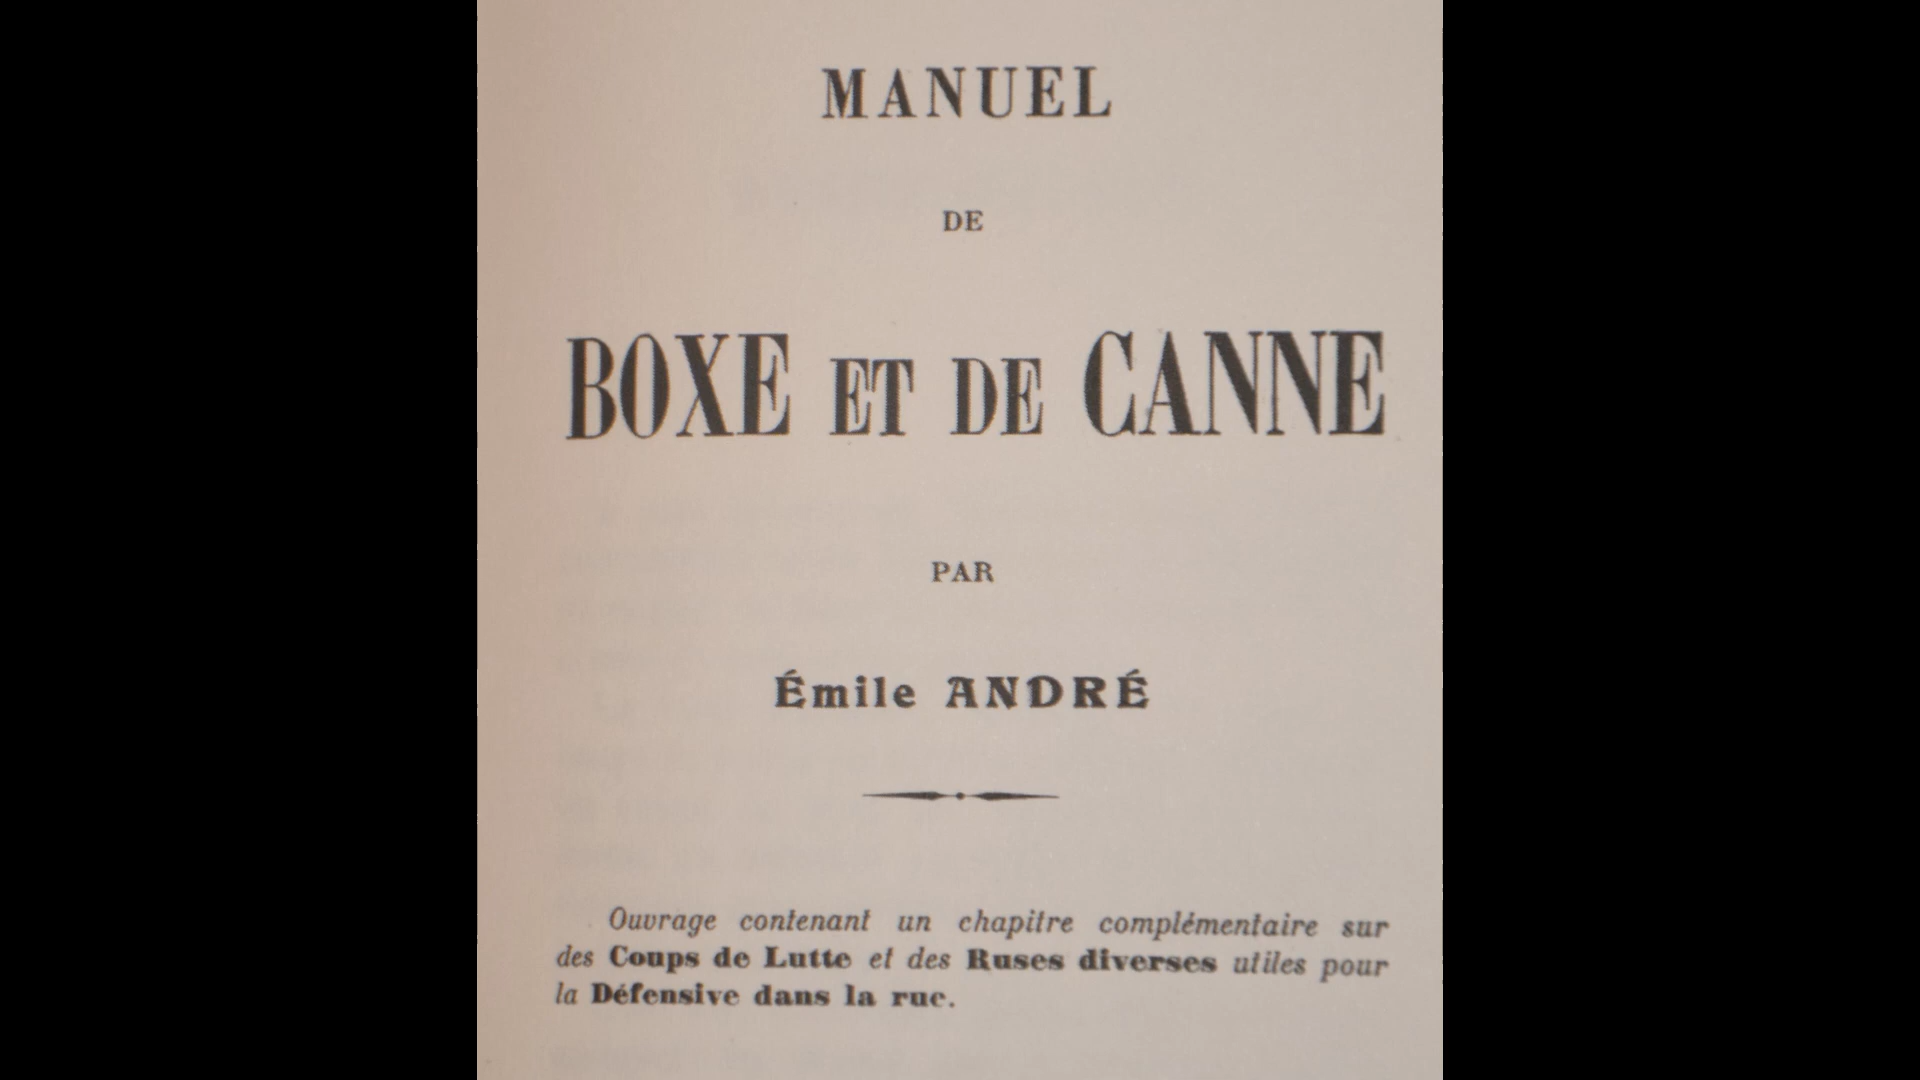 MANUEL
DE
BOXE ET DE CANNE
PAR
Émile ANDRÉ
Ouvrage contenant un chapitre complémentaire sur
des Coups de Lutte et des Ruses diverses utiles pour
la Défensive dans la rue.